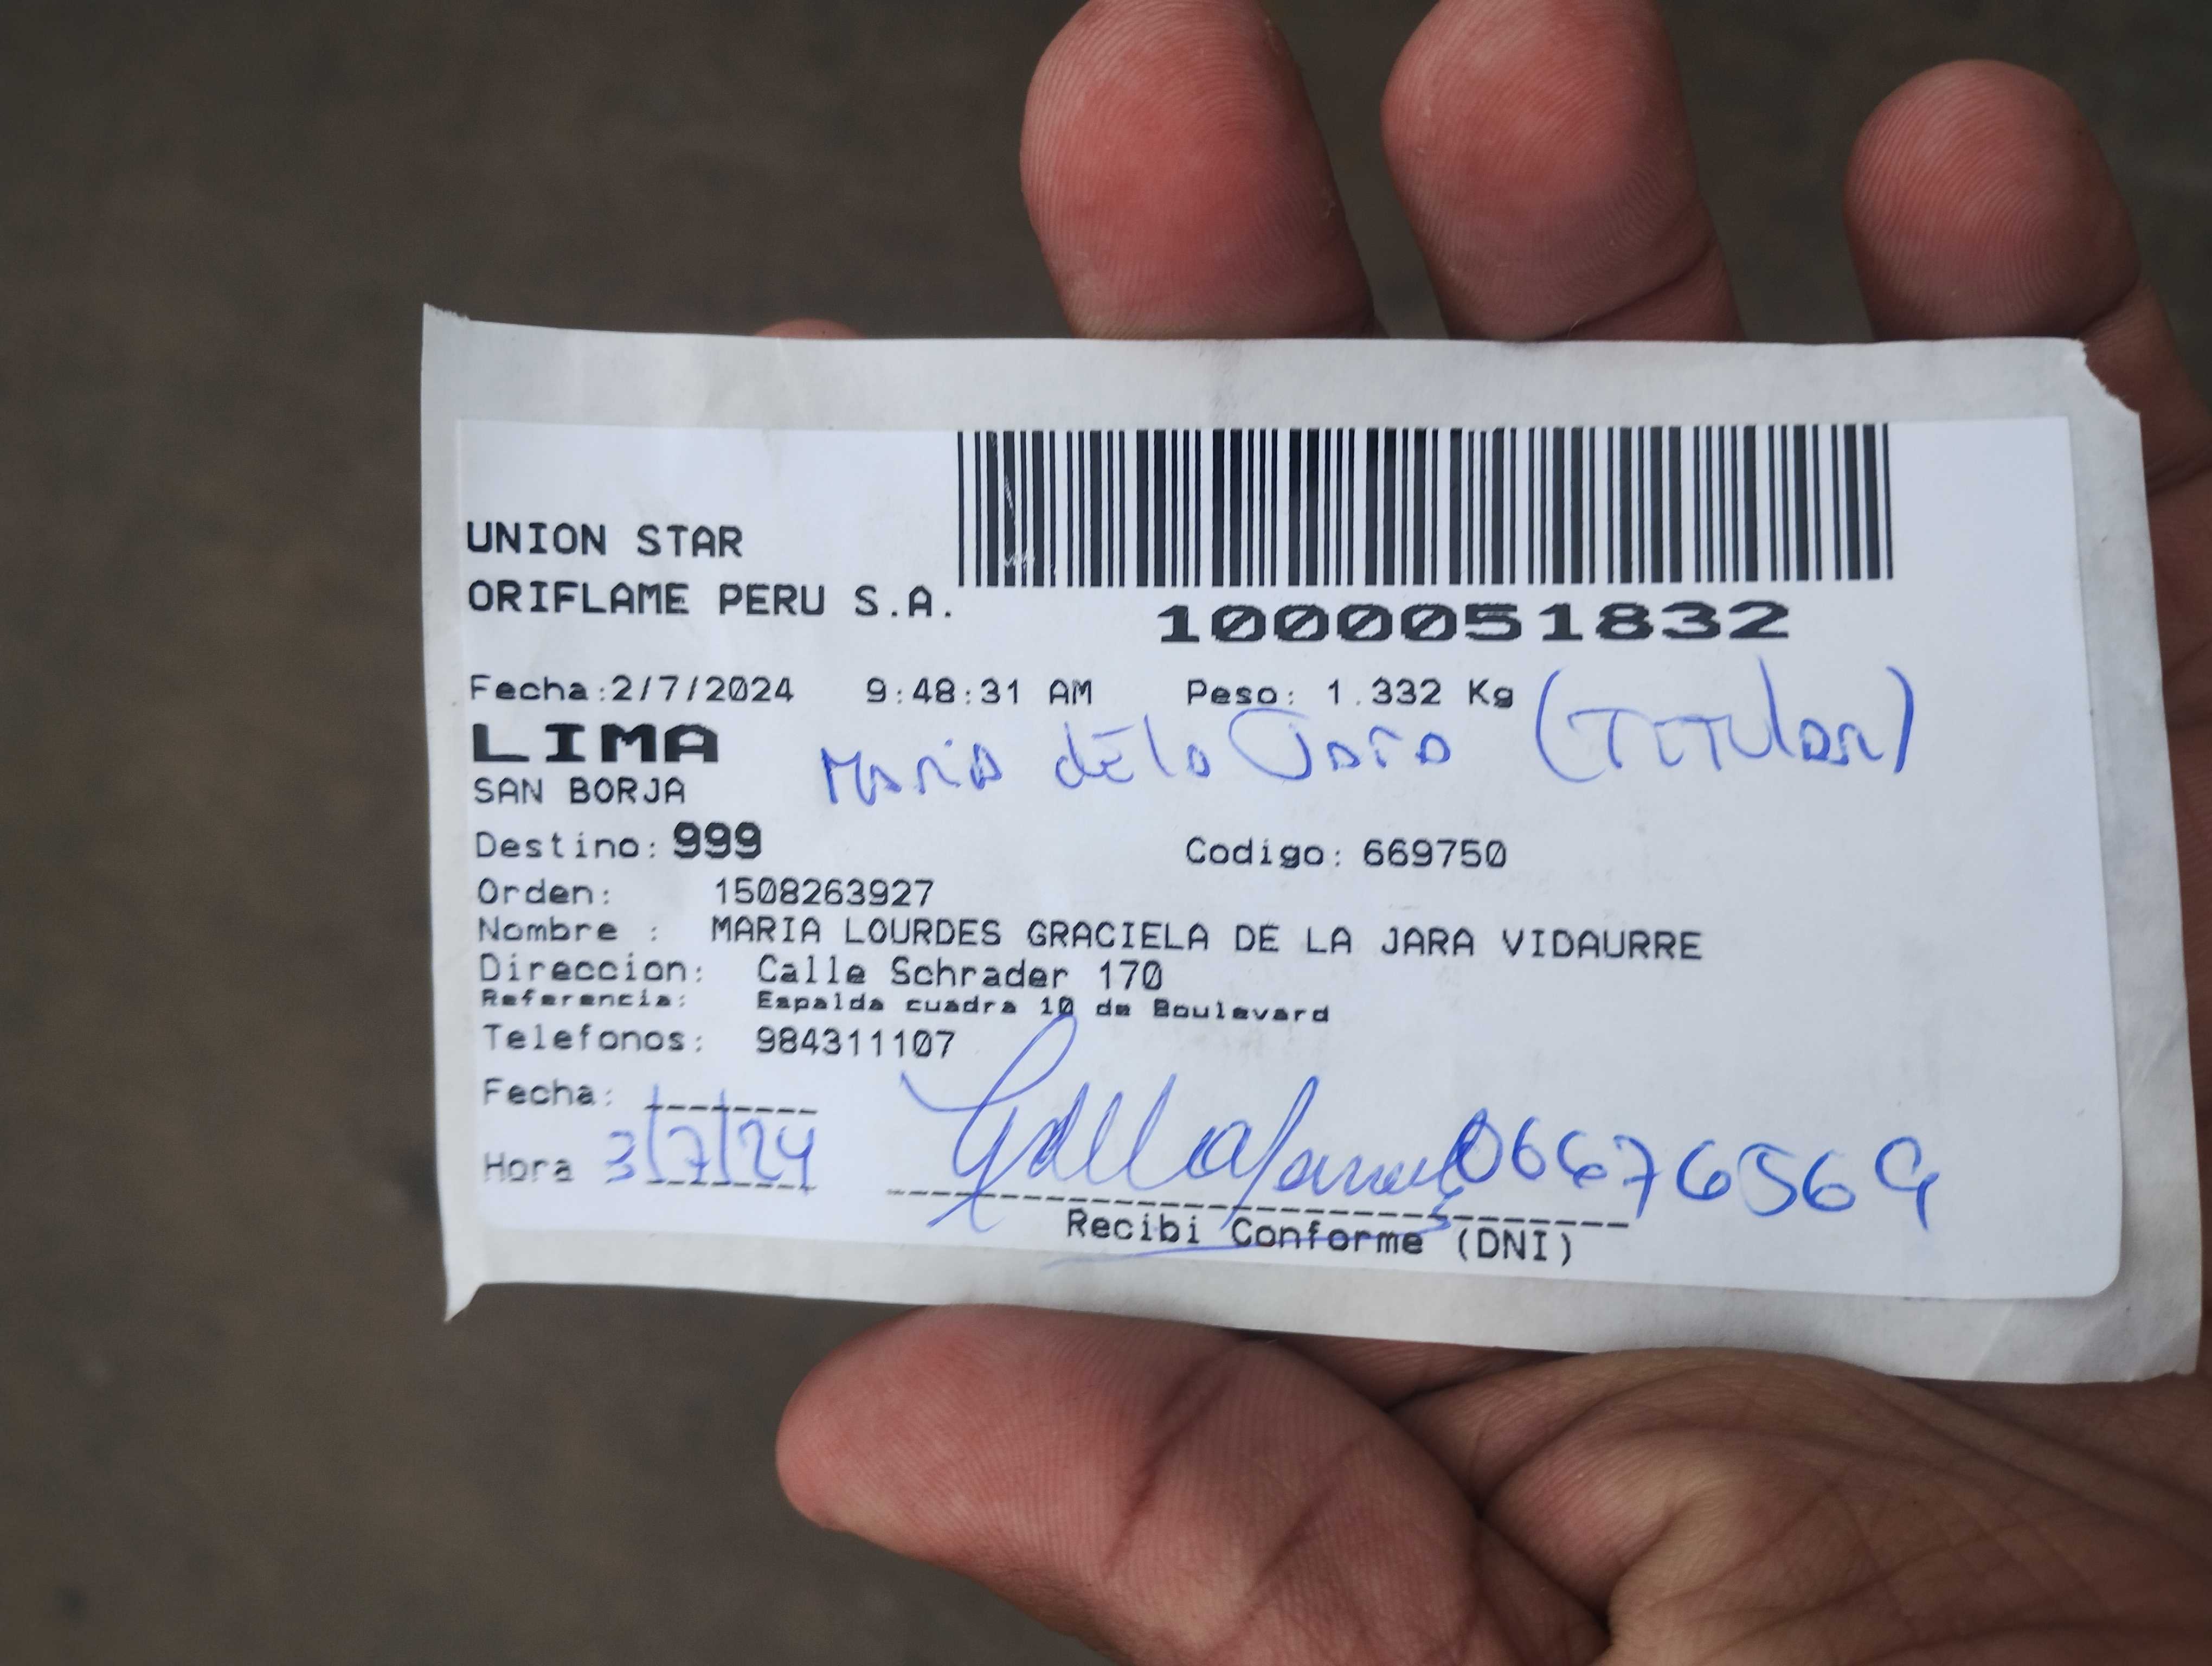 UNION STAR
ORIFLAME PERU S.A.
1000051832
Fecha:2/7/2024 9:48:31 AM Peso: 1.332 Kg
LIMA
Maria de la Jara (TiTular)
SAN BORJA
Destino: 999 Codigo: 669750
Orden: 1508263927
Nombre : MARIA LOURDES GRACIELA DE LA JARA VIDAURRE
Direccion: Calle Schrader 170
Referencia: Espalda cuadra 10 de Boulevard
Telefonos: 984311107
Fecha:
Hora 3/7/24 06676569
Recibi Conforme (DNI)